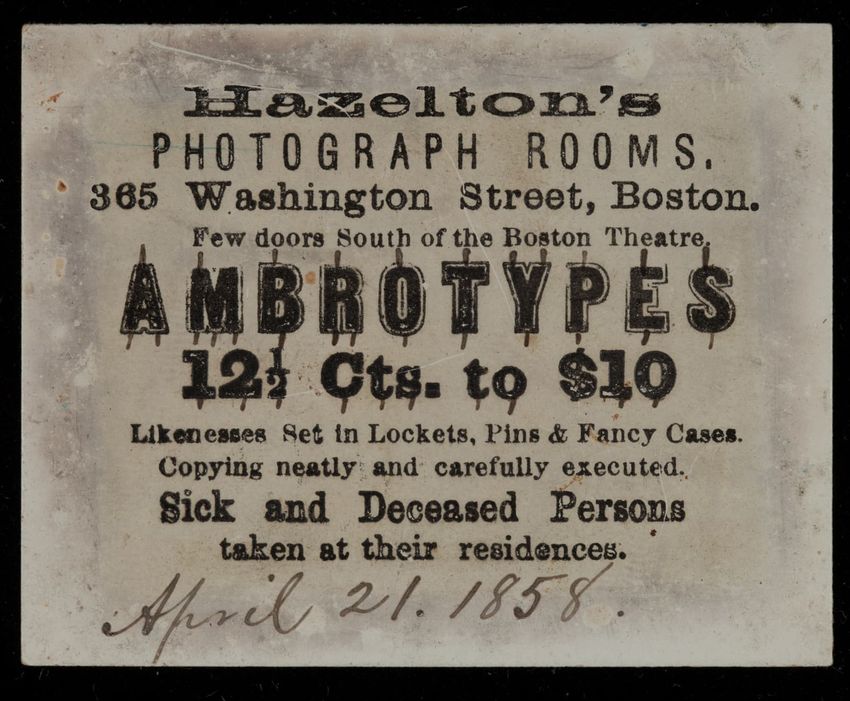 Hazelton's
PHOTOGRAPH ROOMS.
365 Washington Street, Boston.
Few doors South of the Boston Theatre.
AMBROTYPES
12½ Cts. to $10
Likenesses Set in Lockets, Pins & Fancy Cases.
Copying neatly and carefully executed.
Sick and Deceased Persons
taken at their residences.
April 21. 1858.